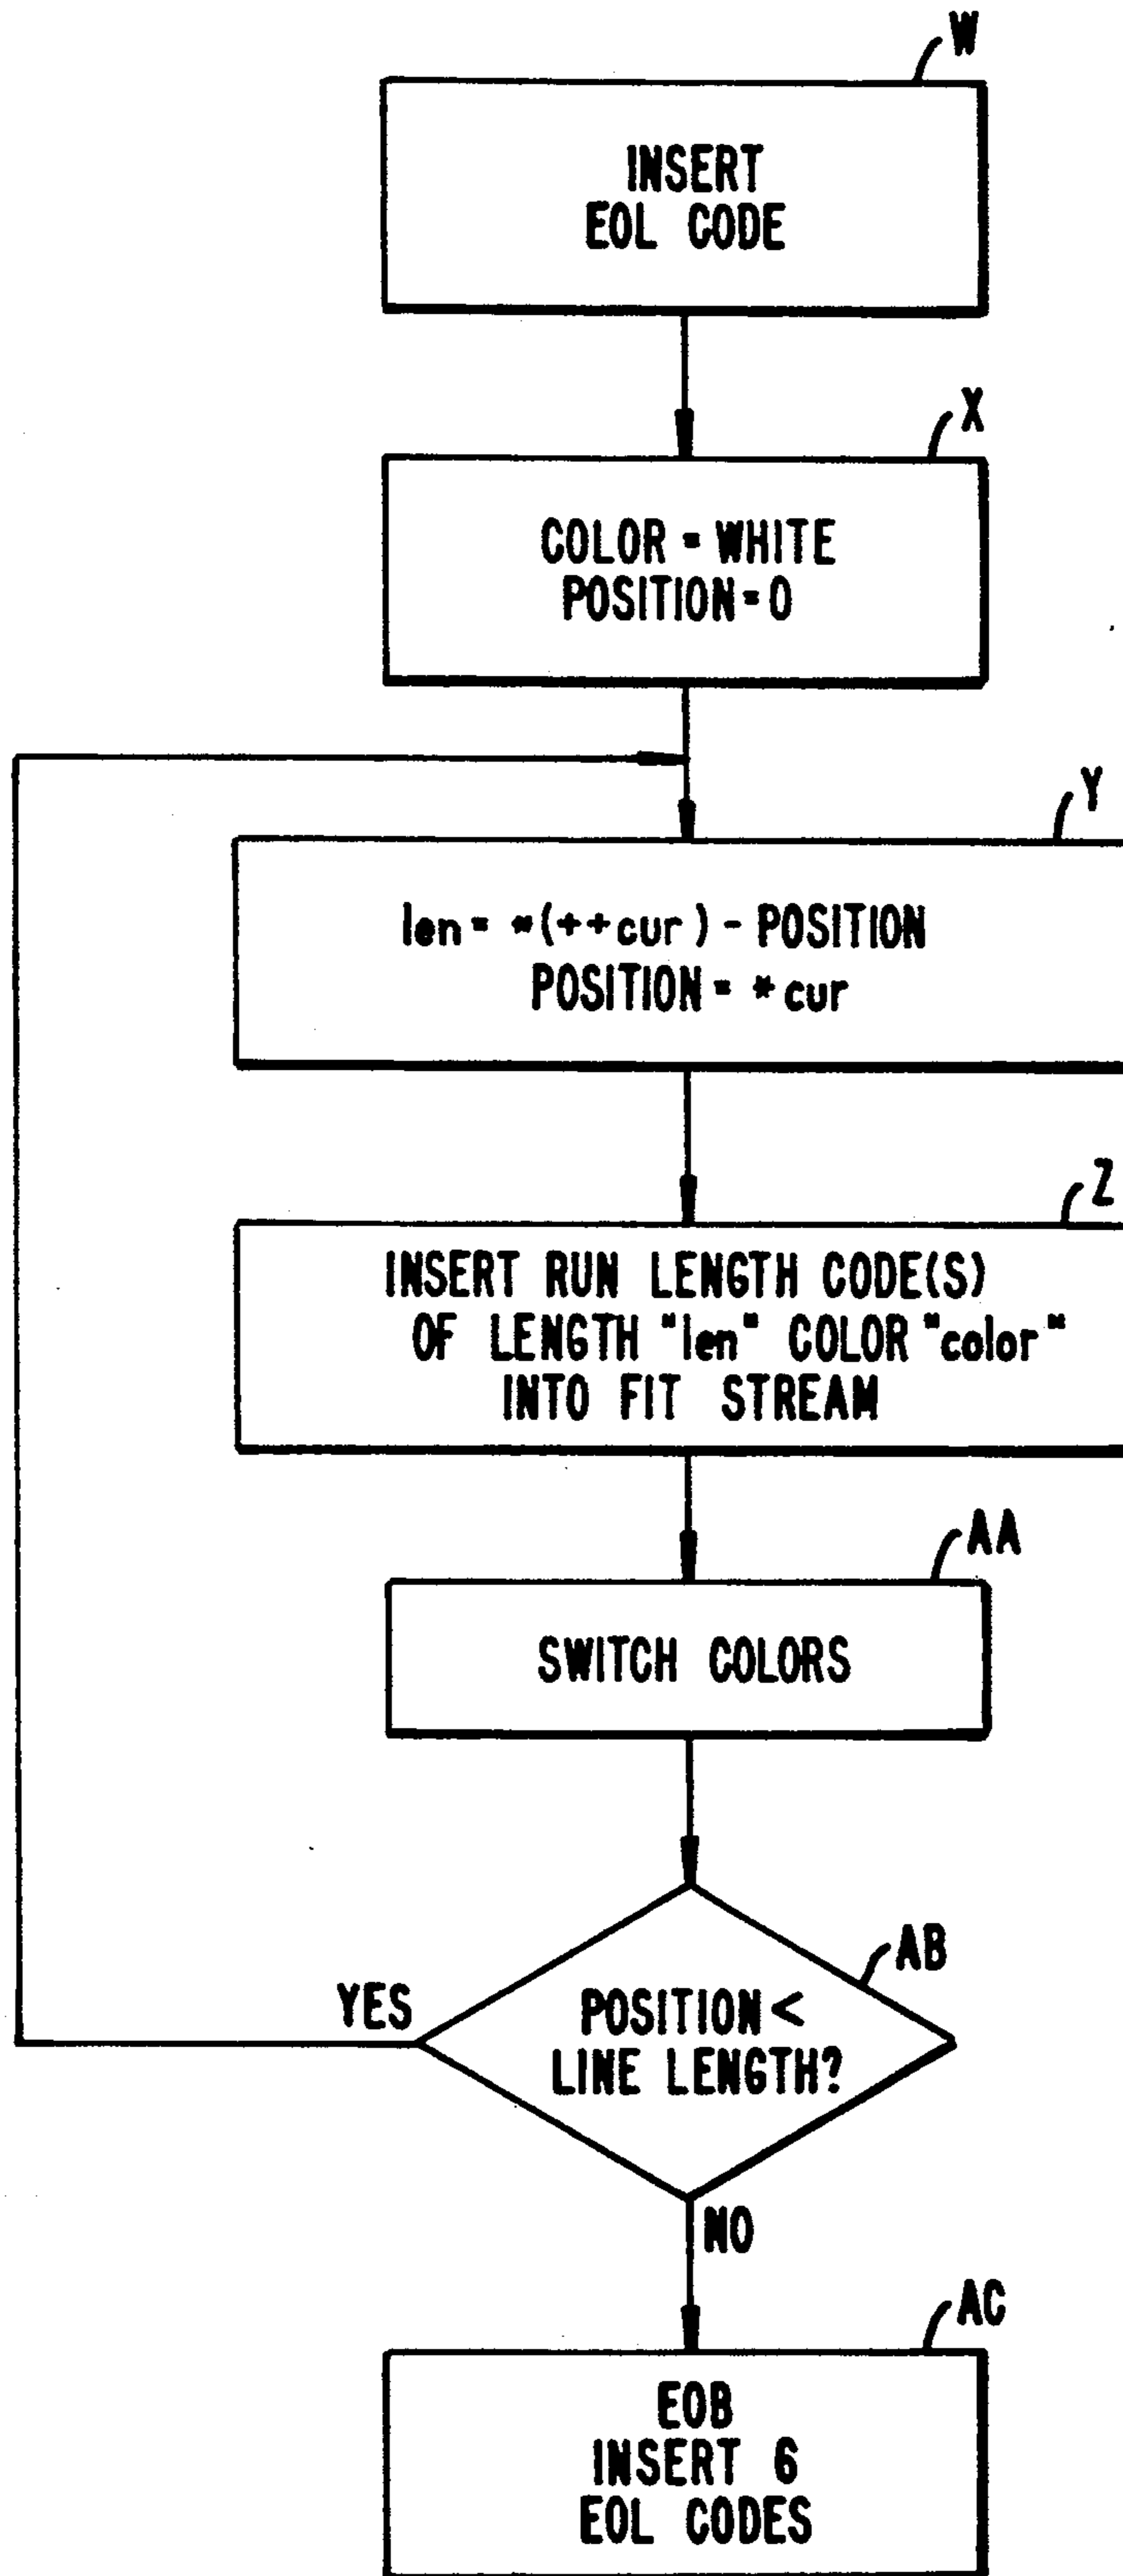 W
INSERT
EOL CODE
X
COLOR = WHITE
POSITION = 0
Y
len = *(++cur) - POSITION
POSITION = *cur
Z
INSERT RUN LENGTH CODE(S)
OF LENGTH "len" COLOR "color"
INTO FIT STREAM
AA
SWITCH COLORS
AB
YES
POSITION <
LINE LENGTH?
NO
AC
EOB
INSERT 6
EOL CODES